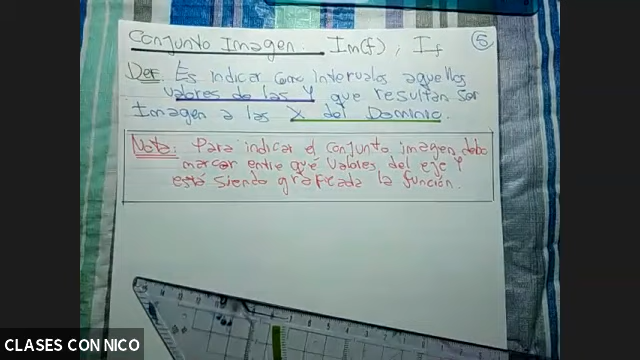 Conjunto Imagen. Im(f) ; If
5
Def Es indicar como intervalos aquellos
valores de las Y que resultan ser
Imagen a las X del Dominio.
Nota: Para indicar el conjunto imagen debo
marcar entre qué valores del eje Y
está siendo graficada la función.
CLASES CON NICO